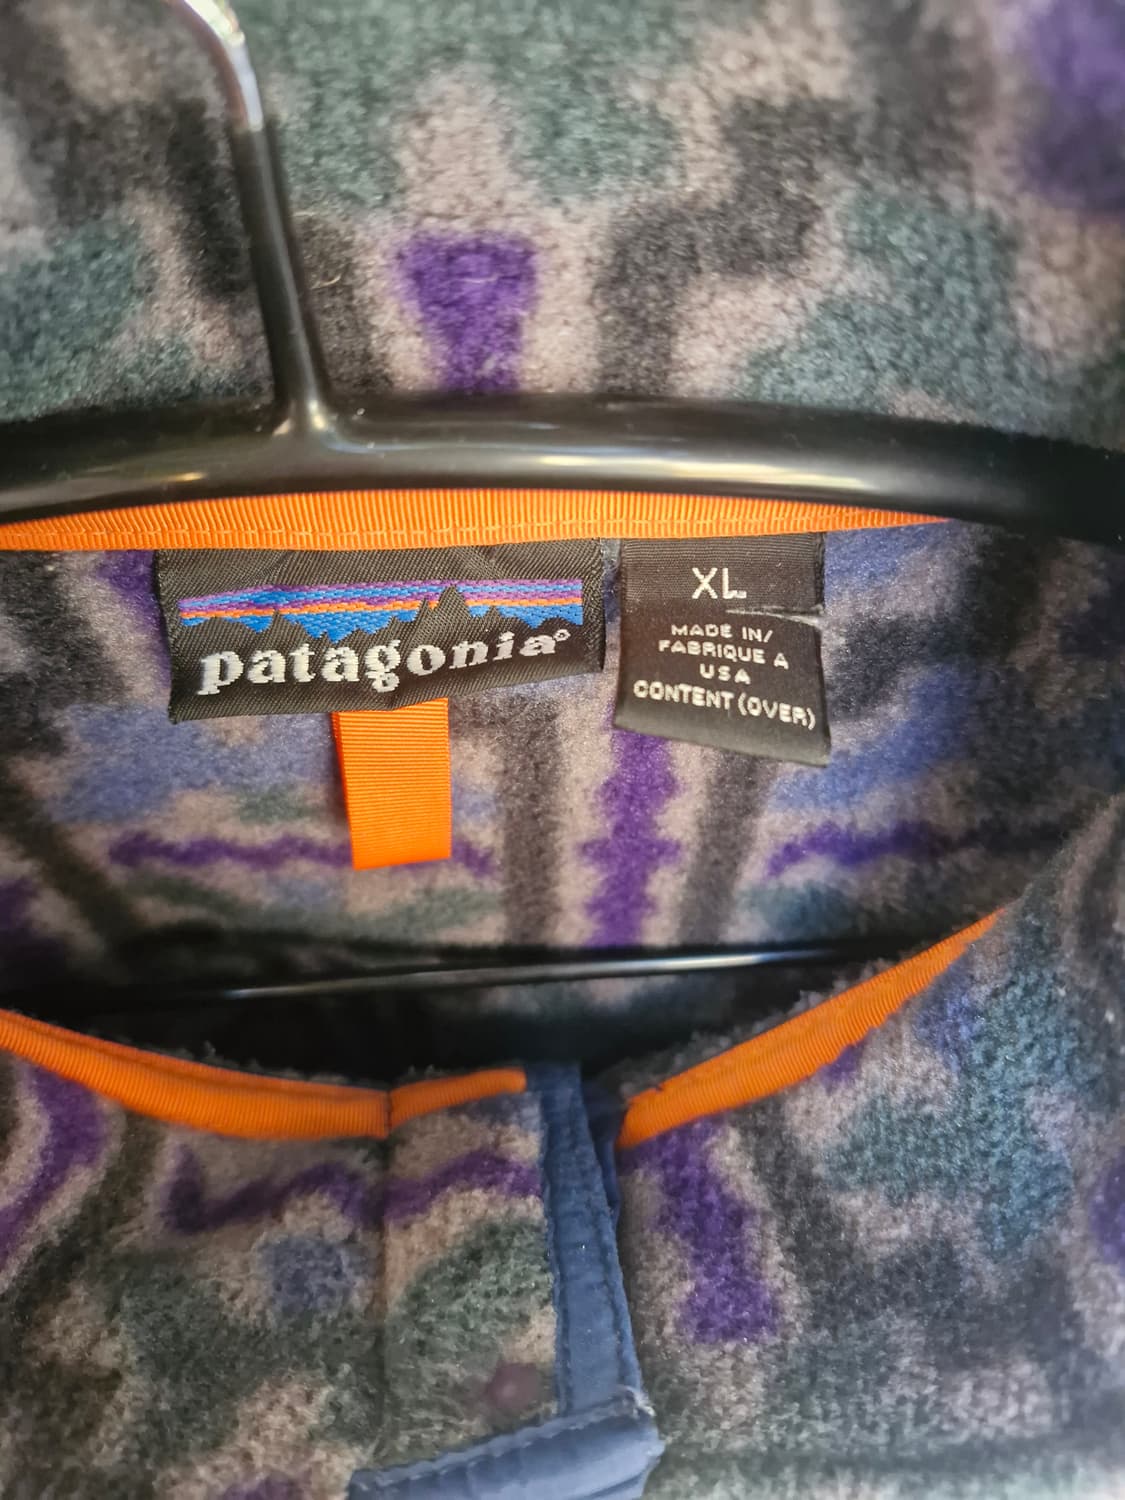 patagonia®
XL
MADE IN/
FABRIQUE A
USA
CONTENT (OVER)